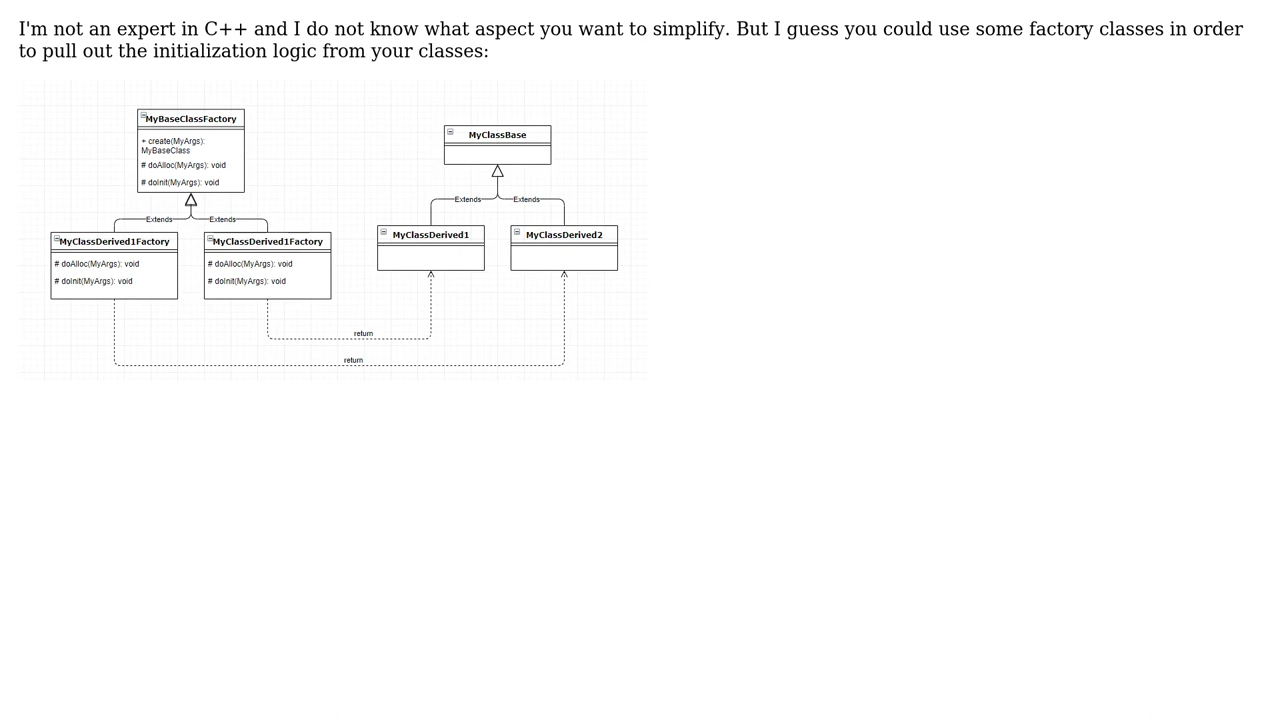 I'm not an expert in C++ and I do not know what aspect you want to simplify. But I guess you could use some factory classes in order
to pull out the initialization logic from your classes:
MyBaseClassFactory
+ create(MyArgs):
MyBaseClass
# doAlloc(MyArgs): void
# doInit(MyArgs): void
MyClassBase
Extends
Extends
Extends
Extends
MyClassDerived1Factory
# doAlloc(MyArgs): void
# doInit(MyArgs): void
MyClassDerived1Factory
# doAlloc(MyArgs): void
# doInit(MyArgs): void
MyClassDerived1
MyClassDerived2
return
return